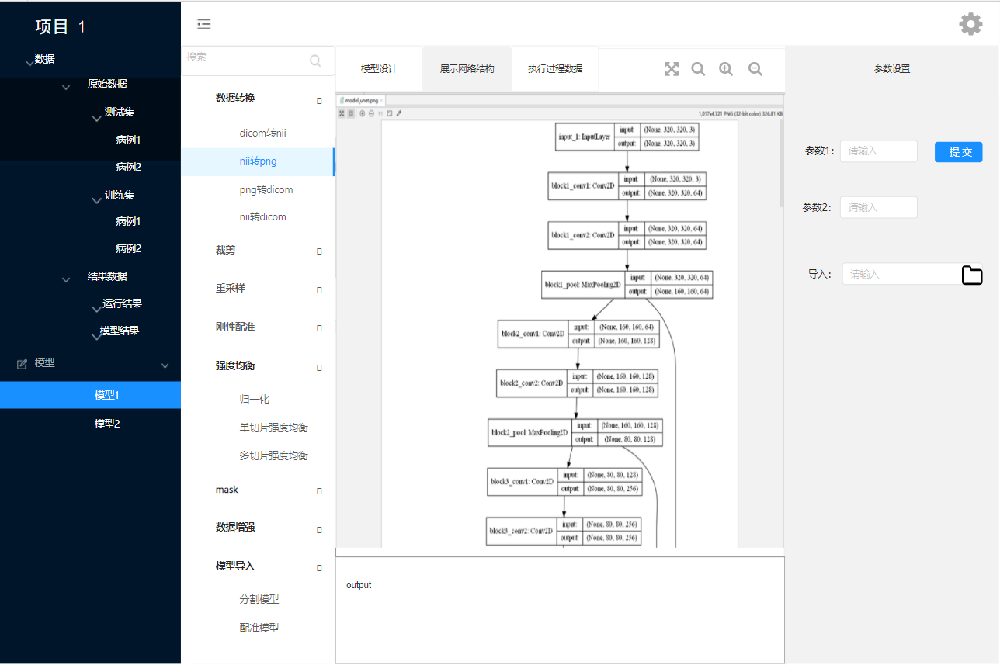 项目 1
数据
原始数据
测试集
病例1
病例2
训练集
病例1
病例2
结果数据
运行结果
模型结果
模型
模型1
模型2
搜索
数据转换
dicom转nii
nii转png
png转dicom
nii转dicom
裁剪
重采样
刚性配准
强度均衡
归一化
单切片强度均衡
多切片强度均衡
mask
数据增强
模型导入
分割模型
配准模型
模型设计
展示网络结构
执行过程数据
model_unet.png
1:1
1,017x4,721 PNG (32-bit color) 326.81 KB
input_1: InputLayer
input: (None, 320, 320, 3)
output: (None, 320, 320, 3)
block1_conv1: Conv2D
input: (None, 320, 320, 3)
output: (None, 320, 320, 64)
block1_conv2: Conv2D
input: (None, 320, 320, 64)
output: (None, 320, 320, 64)
block1_pool: MaxPooling2D
input: (None, 320, 320, 64)
output: (None, 160, 160, 64)
block2_conv1: Conv2D
input: (None, 160, 160, 64)
output: (None, 160, 160, 128)
block2_conv2: Conv2D
input: (None, 160, 160, 128)
output: (None, 160, 160, 128)
block2_pool: MaxPooling2D
input: (None, 160, 160, 128)
output: (None, 80, 80, 128)
block3_conv1: Conv2D
input: (None, 80, 80, 128)
output: (None, 80, 80, 256)
block3_conv2: Conv2D
input: (None, 80, 80, 256)
output: (None, 80, 80, 256)
output
参数设置
参数1: 请输入 提 交
参数2: 请输入
导入: 请输入